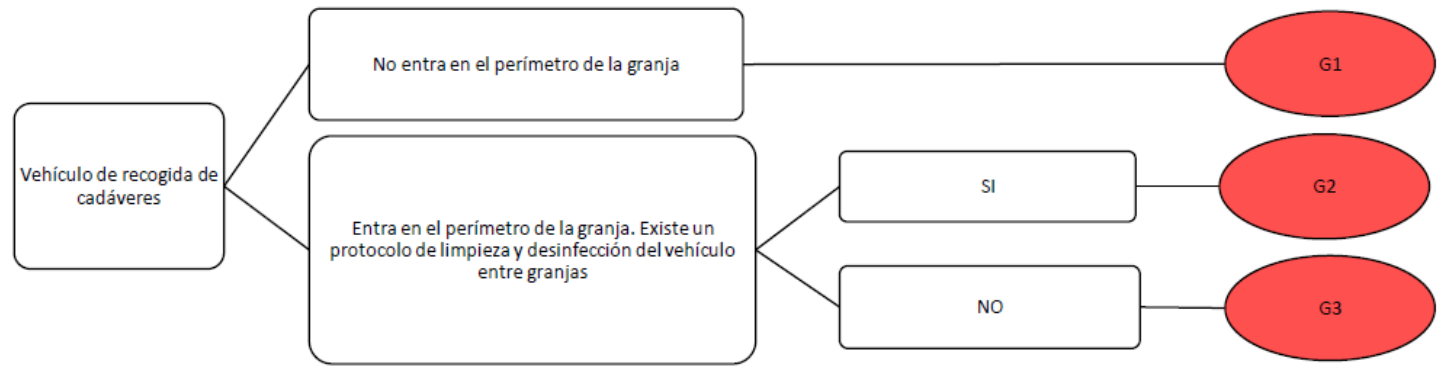 No entra en el perímetro de la granja
G1
Vehículo de recogida de
cadáveres
Entra en el perímetro de la granja. Existe un
protocolo de limpieza y desinfección del vehículo
entre granjas
SI
G2
NO
G3